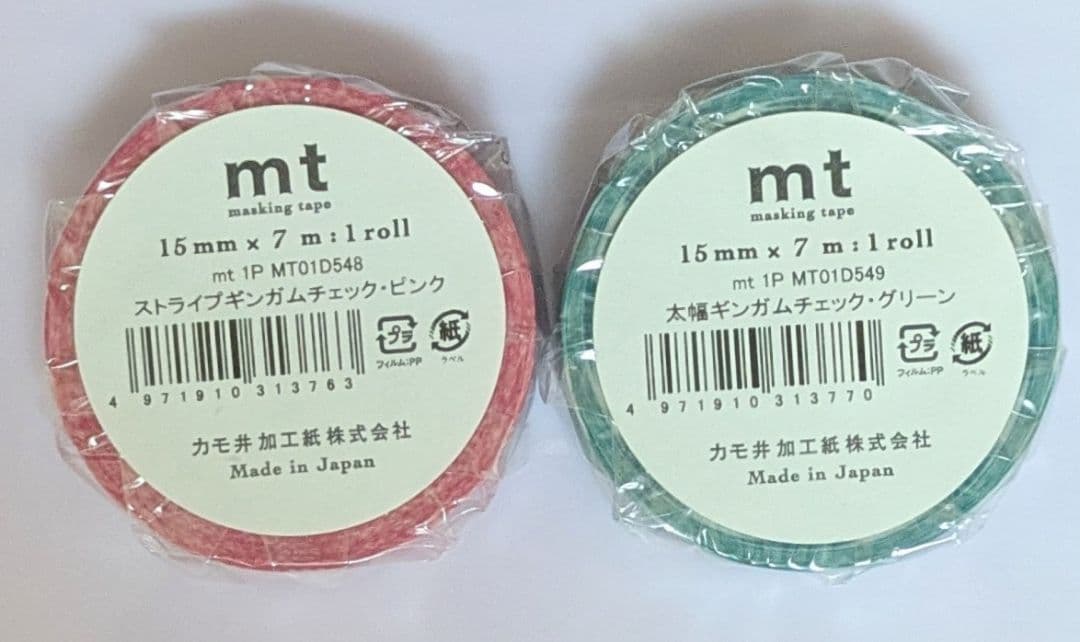 mt
masking tape
15mm × 7 m : 1 roll
mt 1P MT01D548
ストライプギンガムチェック・ピンク
4 971910 313763
プラ
フィルム:PP
紙
ラベル
カモ井加工紙株式会社
Made in Japan
mt
masking tape
15mm × 7 m : 1 roll
mt 1P MT01D549
太幅ギンガムチェック・グリーン
4 971910 313770
プラ
フィルム:PP
紙
ラベル
カモ井加工紙株式会社
Made in Japan